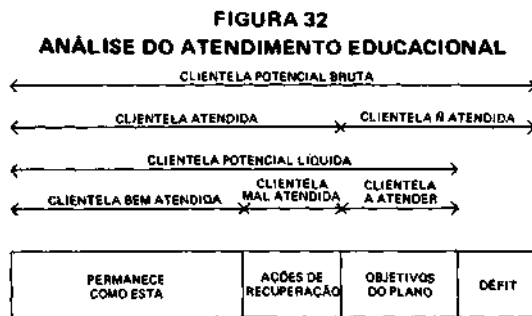 FIGURA 32
ANÁLISE DO ATENDIMENTO EDUCACIONAL
CLIENTELA POTENCIAL BRUTA
CLIENTELA ATENDIDA
CLIENTELA Ñ ATENDIDA
CLIENTELA POTENCIAL LÍQUIDA
CLIENTELA BEM ATENDIDA
CLIENTELA
MAL ATENDIDA
CLIENTELA
A ATENDER
PERMANECE
COMO ESTA
AÇÕES DE
RECUPERAÇÃO
OBJETIVOS
DO PLANO
DÉFIT